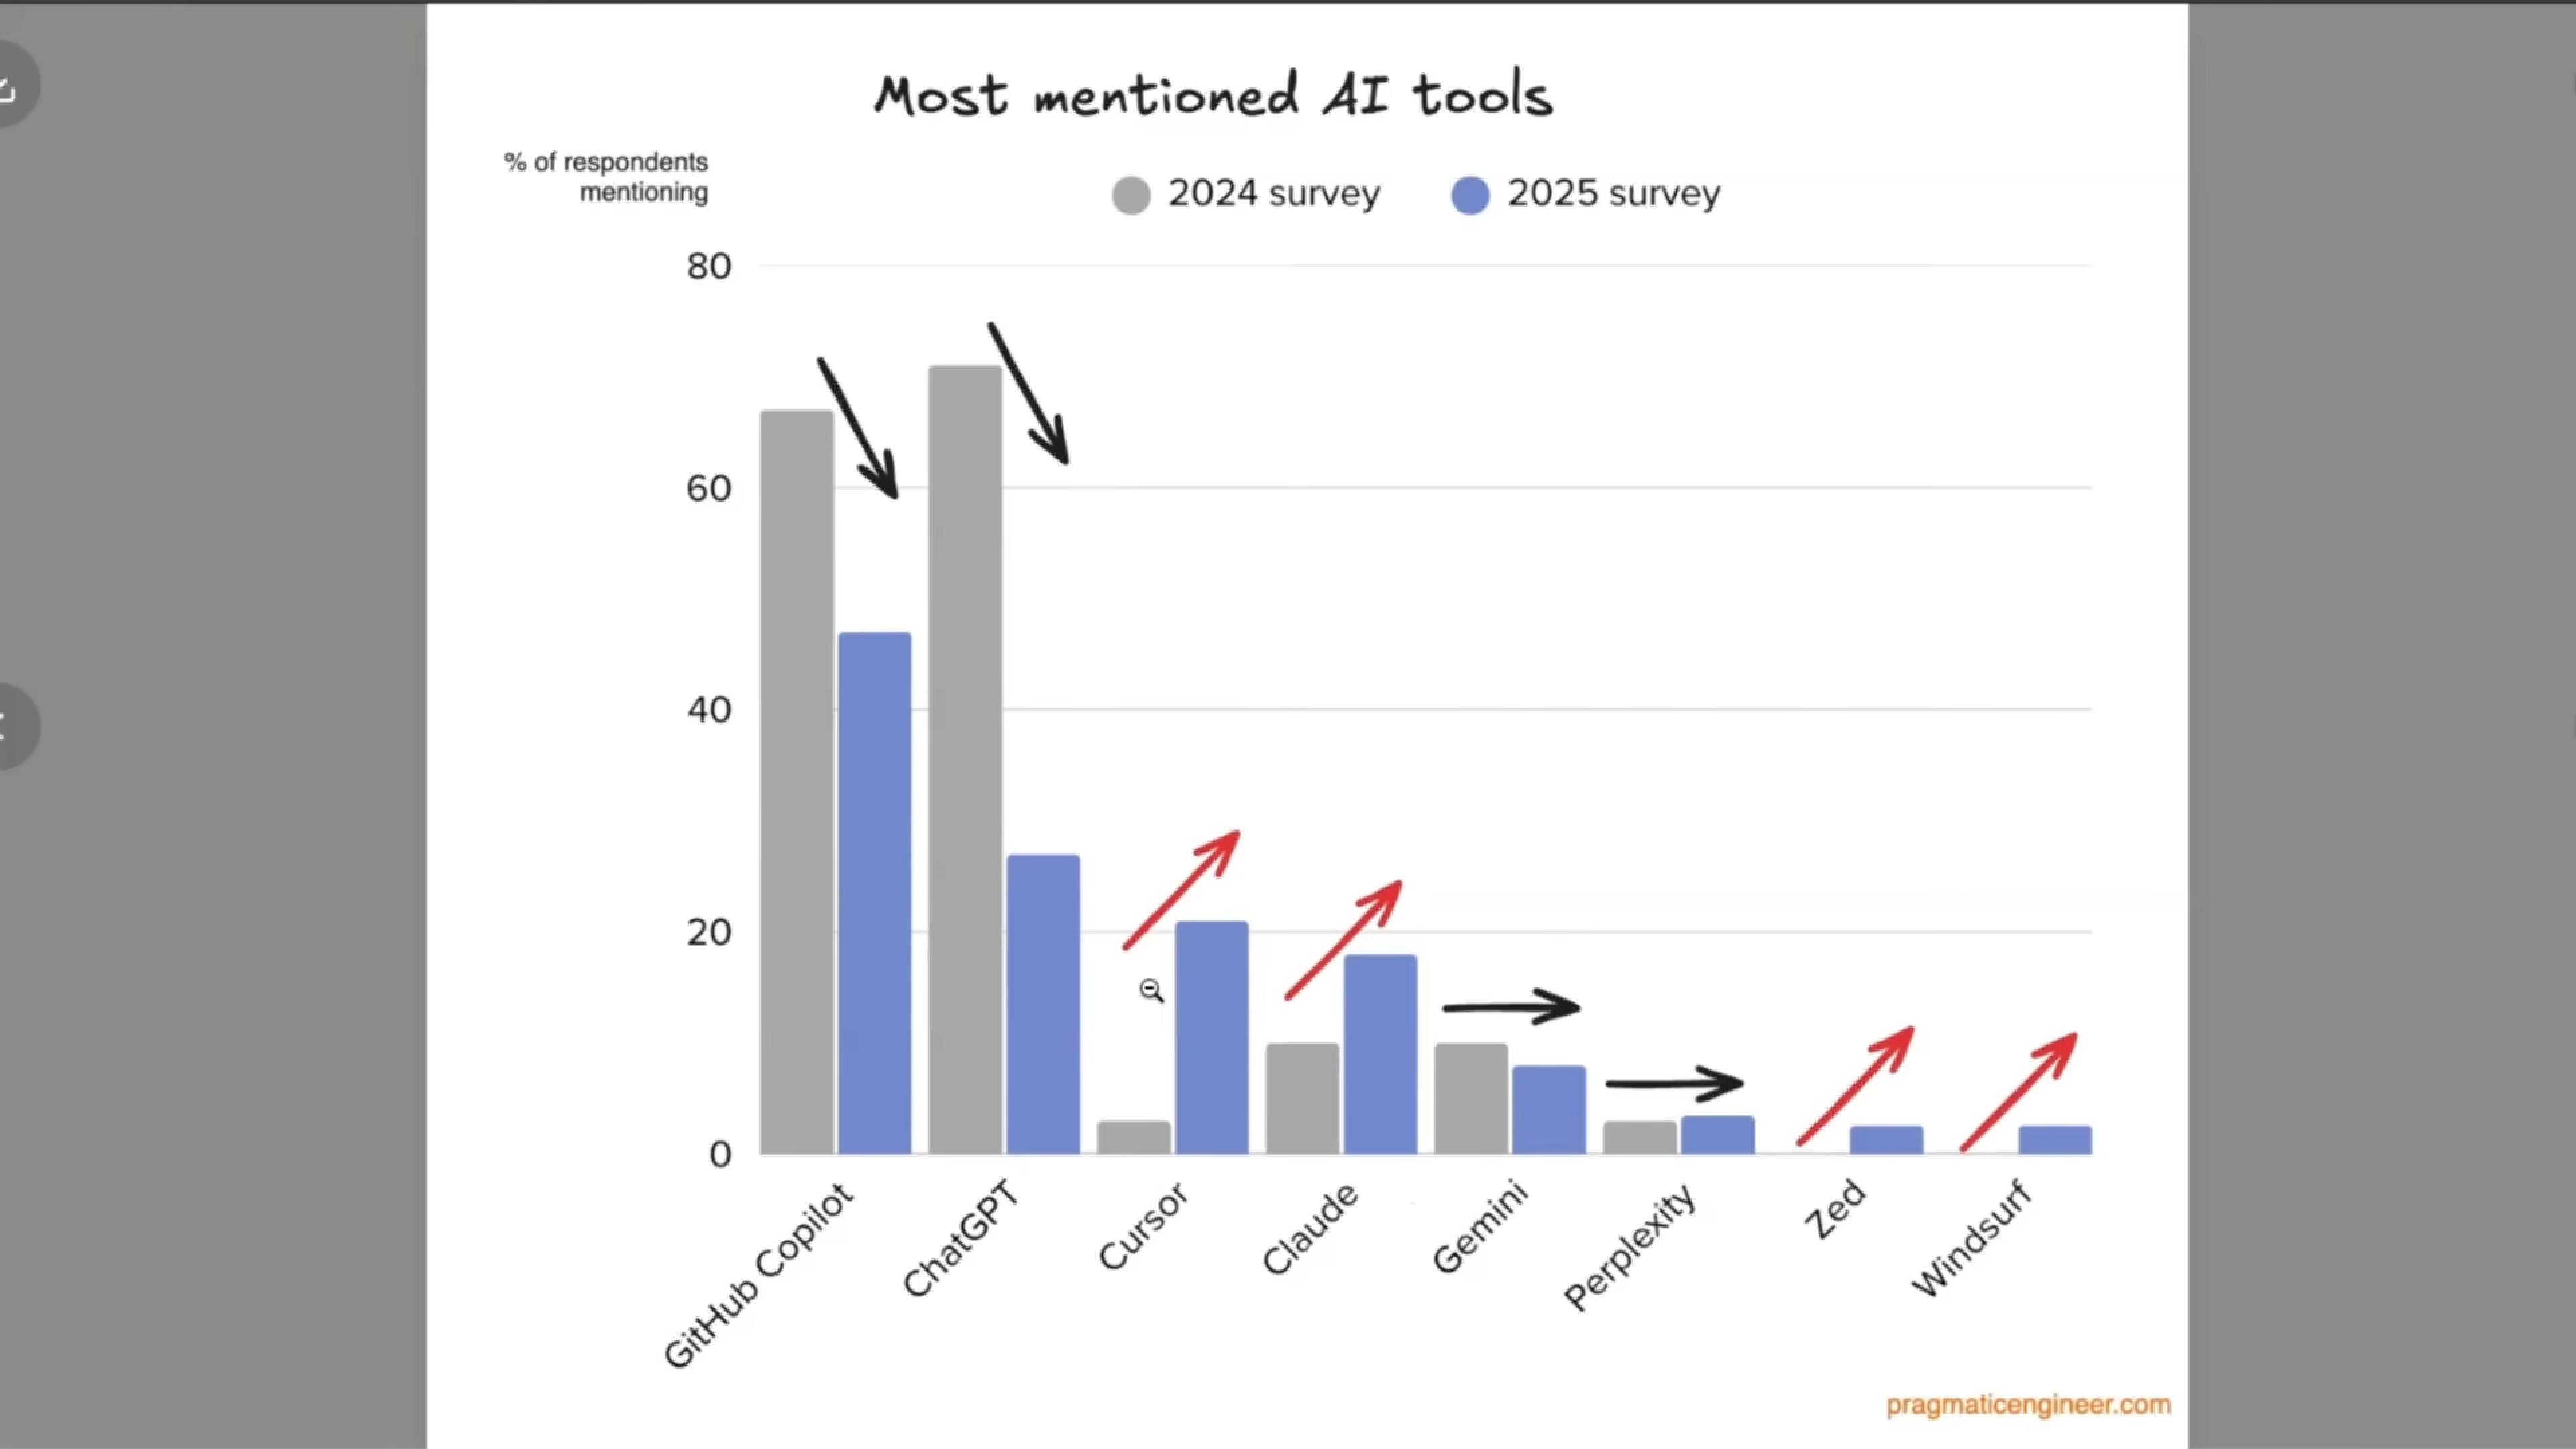 Most mentioned AI tools
% of respondents
mentioning
2024 survey
2025 survey
80
60
40
20
0
GitHub Copilot
ChatGPT
Cursor
Claude
Gemini
Perplexity
Zed
Windsurf
pragmaticengineer.com